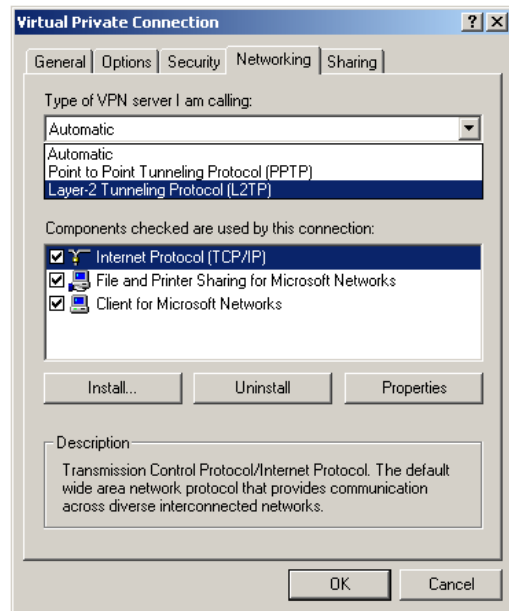 Virtual Private Connection
General Options Security Networking Sharing
Type of VPN server I am calling:
Automatic
Automatic
Point to Point Tunneling Protocol (PPTP)
Layer-2 Tunneling Protocol (L2TP)
Components checked are used by this connection:
Internet Protocol (TCP/IP)
File and Printer Sharing for Microsoft Networks
Client for Microsoft Networks
Install... Uninstall Properties
Description
Transmission Control Protocol/Internet Protocol. The default
wide area network protocol that provides communication
across diverse interconnected networks.
OK Cancel